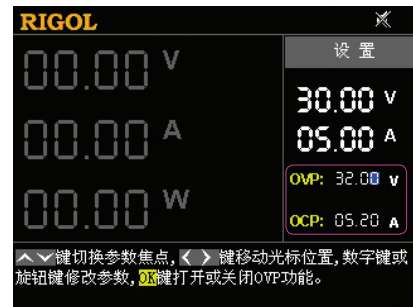 RIGOL
00.00 V
00.00 A
00.00 W
设 置
30.00 V
05.00 A
OVP: 32.00 V
OCP: 05.20 A
键切换参数焦点,键移动光标位置,数字键或
旋钮键修改参数,OK键打开或关闭OVP功能。